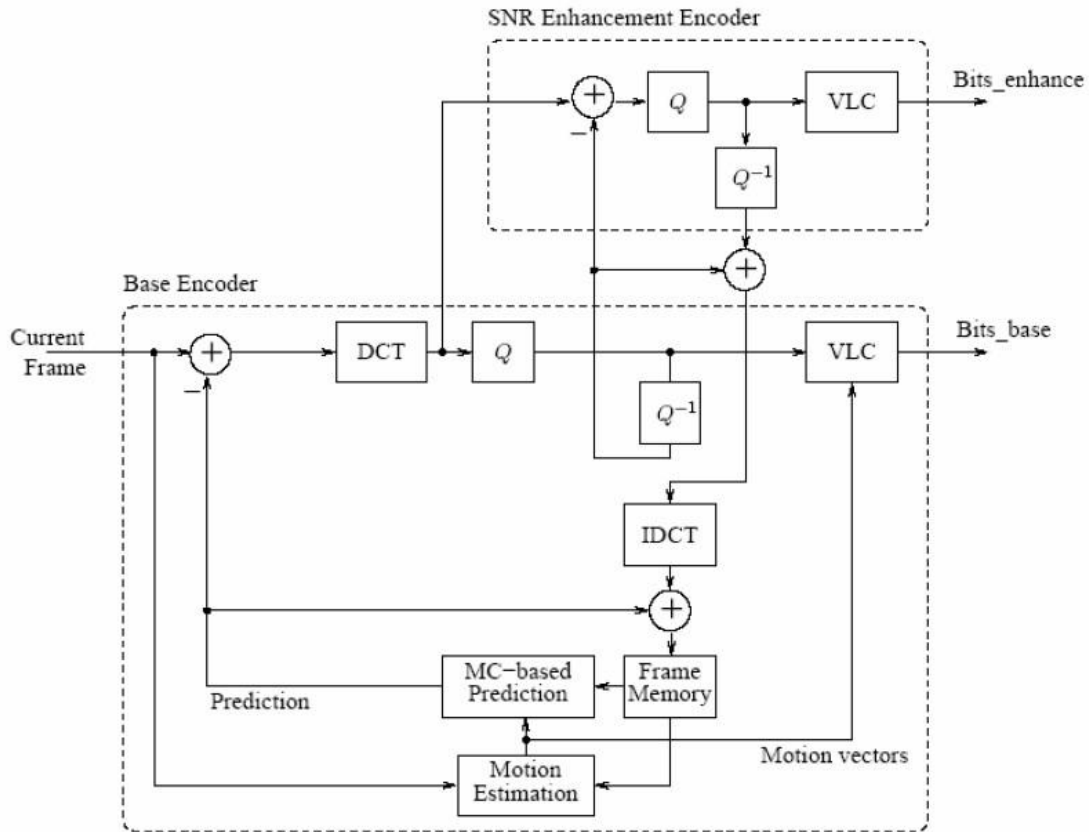 SNR Enhancement Encoder
Bits_enhance
+
Q
VLC
−
Q−1
+
Base Encoder
Current
Frame
+
DCT
Q
VLC
Bits_base
−
Q−1
IDCT
+
MC−based
Prediction
Frame
Memory
Prediction
Motion vectors
Motion
Estimation